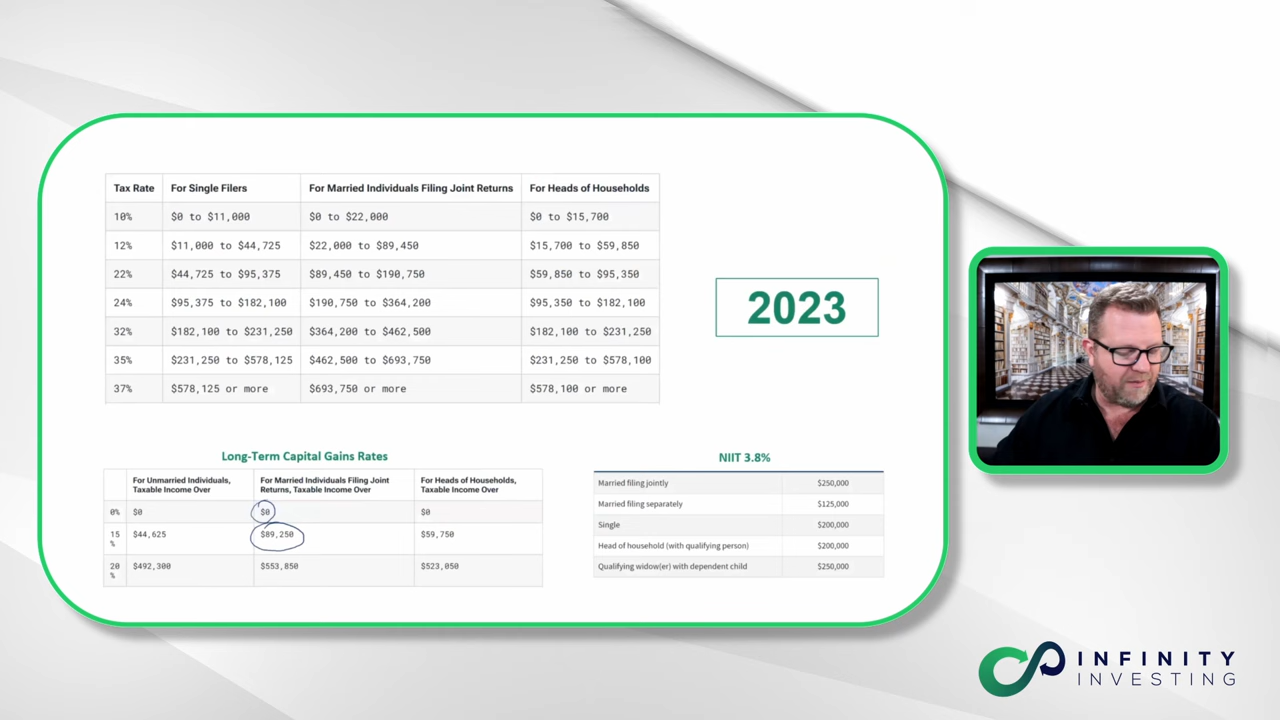 Tax Rate For Single Filers For Married Individuals Filing Joint Returns For Heads of Households
10% $0 to $11,000 $0 to $22,000 $0 to $15,700
12% $11,000 to $44,725 $22,000 to $89,450 $15,700 to $59,850
22% $44,725 to $95,375 $89,450 to $190,750 $59,850 to $95,350
24% $95,375 to $182,100 $190,750 to $364,200 $95,350 to $182,100
32% $182,100 to $231,250 $364,200 to $462,500 $182,100 to $231,250
35% $231,250 to $578,125 $462,500 to $693,750 $231,250 to $578,100
37% $578,125 or more $693,750 or more $578,100 or more
2023
Long-Term Capital Gains Rates
For Unmarried Individuals, For Married Individuals Filing Joint For Heads of Households,
Taxable Income Over Returns, Taxable Income Over Taxable Income Over
0% $0 $0 $0
15 $44,625 $89,250 $59,750
%
20 $492,300 $553,850 $523,050
%
NIIT 3.8%
Married filing jointly $250,000
Married filing separately $125,000
Single $200,000
Head of household (with qualifying person) $200,000
Qualifying widow(er) with dependent child $250,000
INFINITY
INVESTING